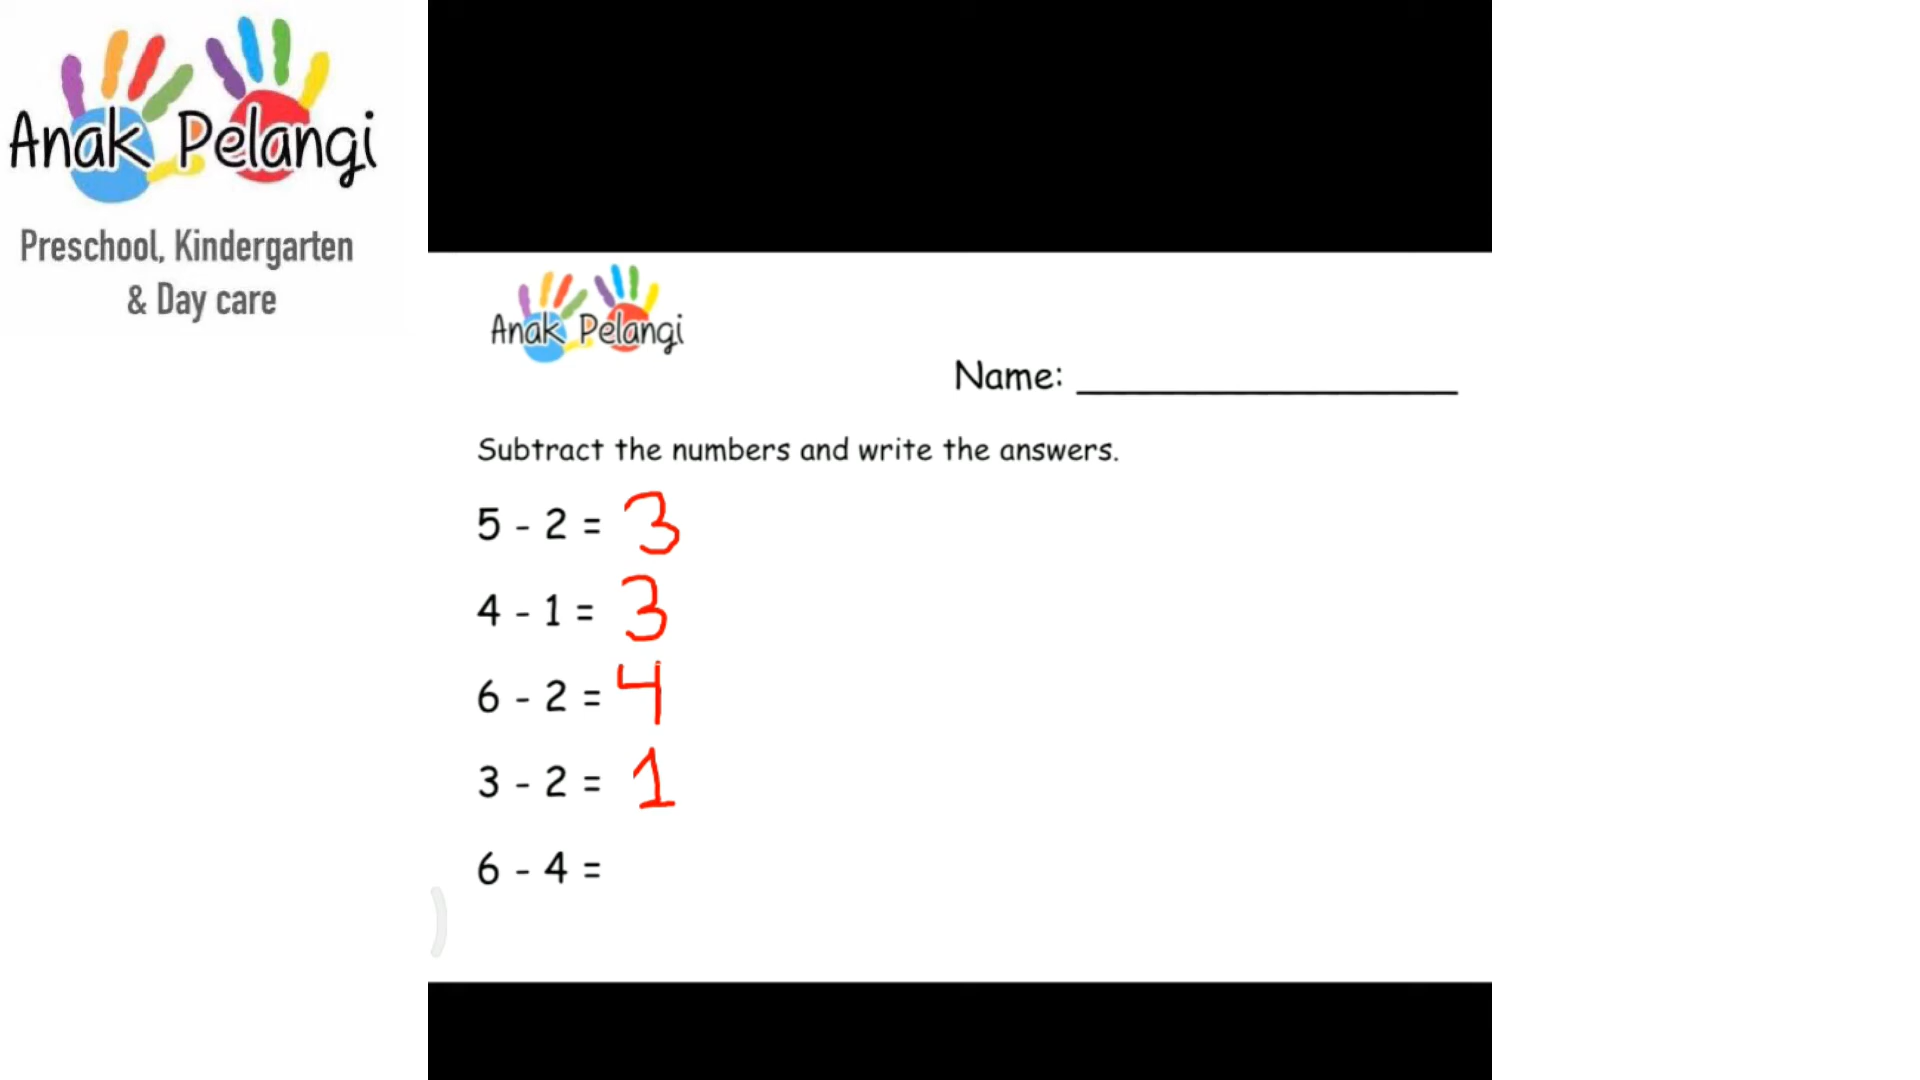 Anak Pelangi
Preschool, Kindergarten
& Day care
Anak Pelangi
Name: ___________________
Subtract the numbers and write the answers.
5 - 2 = 3
4 - 1 = 3
6 - 2 = 4
3 - 2 = 1
6 - 4 =